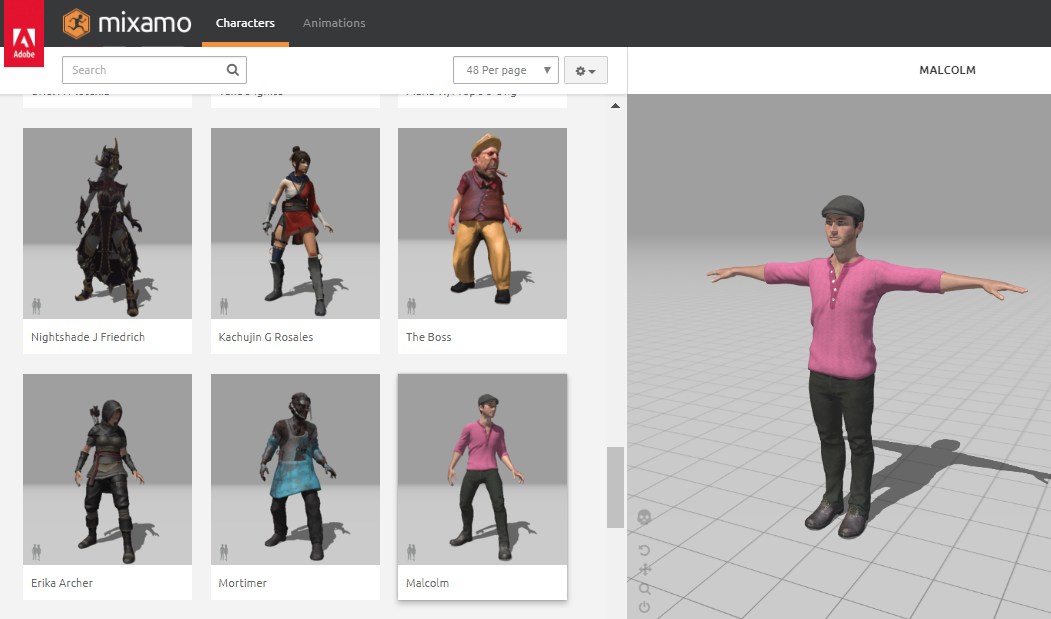 Adobe
mixamo
Characters
Animations
Search
48 Per page
MALCOLM
Nightshade J Friedrich
Kachujin G Rosales
The Boss
Erika Archer
Mortimer
Malcolm